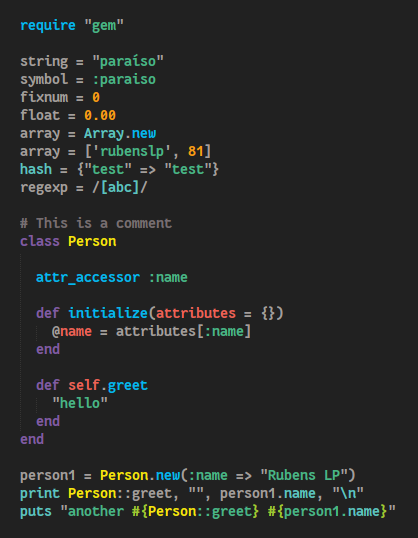 require "gem"

string = "paraíso"
symbol = :paraiso
fixnum = 0
float = 0.00
array = Array.new
array = ['rubenslp', 81]
hash = {"test" => "test"}
regexp = /[abc]/

# This is a comment
class Person

  attr_accessor :name

  def initialize(attributes = {})
    @name = attributes[:name]
  end

  def self.greet
    "hello"
  end
end

person1 = Person.new(:name => "Rubens LP")
print Person::greet, "", person1.name, "\n"
puts "another #{Person::greet} #{person1.name}"